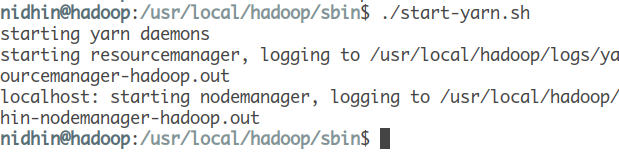 nidhin@hadoop:/usr/local/hadoop/sbin$ ./start-yarn.sh
starting yarn daemons
starting resourcemanager, logging to /usr/local/hadoop/logs/ya
ourcemanager-hadoop.out
localhost: starting nodemanager, logging to /usr/local/hadoop/
hin-nodemanager-hadoop.out
nidhin@hadoop:/usr/local/hadoop/sbin$